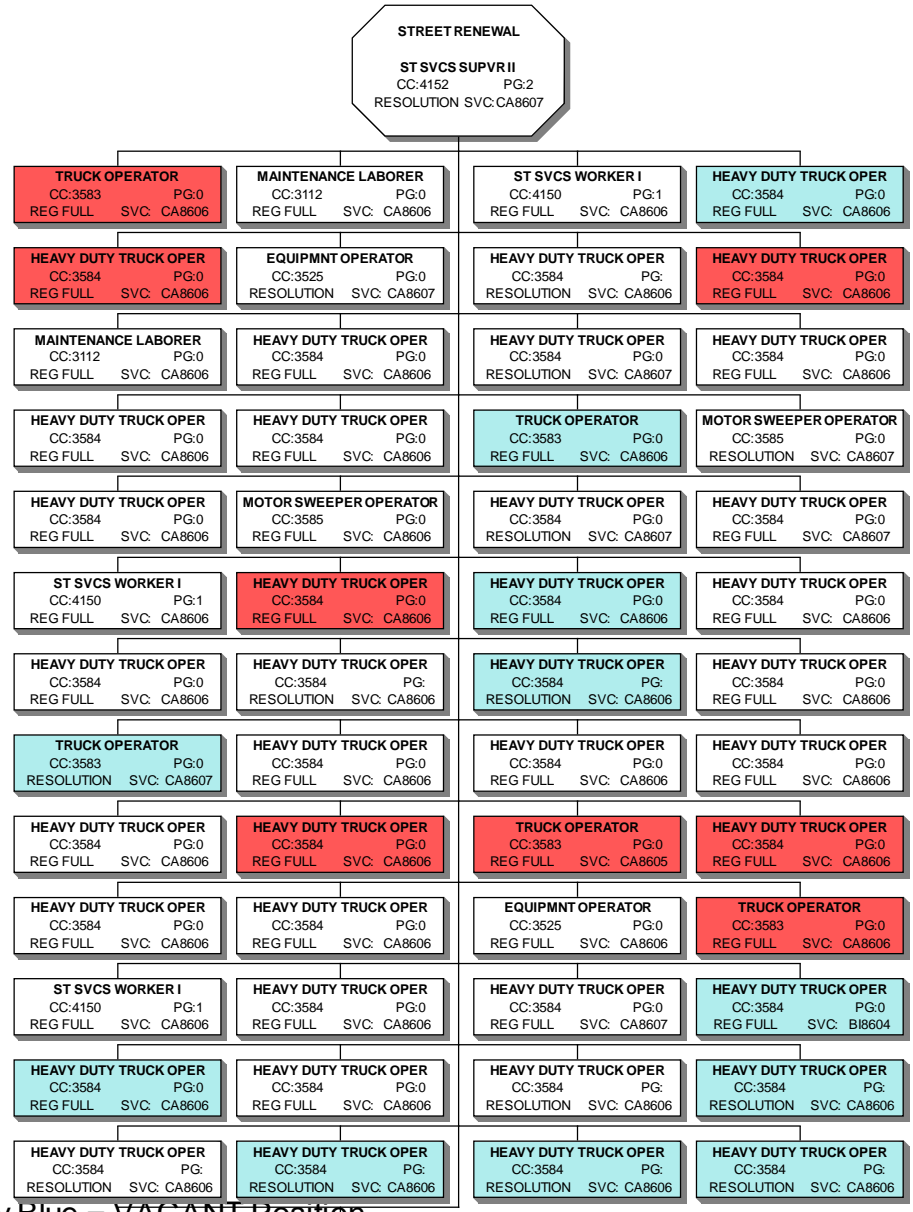 STREET RENEWAL
ST SVCS SUPVR II
CC:4152 PG:2
RESOLUTION SVC:CA8607
TRUCK OPERATOR
CC:3583 PG:0
REG FULL SVC: CA8606
MAINTENANCE LABORER
CC:3112 PG:0
REG FULL SVC: CA8606
ST SVCS WORKER I
CC:4150 PG:1
REG FULL SVC: CA8606
HEAVY DUTY TRUCK OPER
CC:3584 PG:0
REG FULL SVC: CA8606
HEAVY DUTY TRUCK OPER
CC:3584 PG:0
REG FULL SVC: CA8606
EQUIPMNT OPERATOR
CC:3525 PG:0
RESOLUTION SVC: CA8607
HEAVY DUTY TRUCK OPER
CC:3584 PG:
REG FULL SVC: CA8606
HEAVY DUTY TRUCK OPER
CC:3584 PG:0
REG FULL SVC: CA8606
MAINTENANCE LABORER
CC:3112 PG:0
REG FULL SVC: CA8606
HEAVY DUTY TRUCK OPER
CC:3584 PG:0
REG FULL SVC: CA8606
HEAVY DUTY TRUCK OPER
CC:3584 PG:0
RESOLUTION SVC: CA8607
HEAVY DUTY TRUCK OPER
CC:3584 PG:0
REG FULL SVC: CA8606
HEAVY DUTY TRUCK OPER
CC:3584 PG:0
REG FULL SVC: CA8606
HEAVY DUTY TRUCK OPER
CC:3584 PG:0
REG FULL SVC: CA8606
TRUCK OPERATOR
CC:3583 PG:0
REG FULL SVC: CA8606
MOTOR SWEEPER OPERATOR
CC:3585 PG:0
RESOLUTION SVC: CA8607
HEAVY DUTY TRUCK OPER
CC:3584 PG:0
REG FULL SVC: CA8606
MOTOR SWEEPER OPERATOR
CC:3585 PG:0
REG FULL SVC: CA8606
HEAVY DUTY TRUCK OPER
CC:3584 PG:0
RESOLUTION SVC: CA8607
HEAVY DUTY TRUCK OPER
CC:3584 PG:0
REG FULL SVC: CA8607
ST SVCS WORKER I
CC:4150 PG:1
REG FULL SVC: CA8606
HEAVY DUTY TRUCK OPER
CC:3584 PG:0
REG FULL SVC: CA8606
HEAVY DUTY TRUCK OPER
CC:3584 PG:0
REG FULL SVC: CA8606
HEAVY DUTY TRUCK OPER
CC:3584 PG:0
REG FULL SVC: CA8606
HEAVY DUTY TRUCK OPER
CC:3584 PG:0
REG FULL SVC: CA8606
HEAVY DUTY TRUCK OPER
CC:3584 PG:
RESOLUTION SVC: CA8606
HEAVY DUTY TRUCK OPER
CC:3584 PG:
RESOLUTION SVC: CA8606
HEAVY DUTY TRUCK OPER
CC:3584 PG:0
REG FULL SVC: CA8606
TRUCK OPERATOR
CC:3583 PG:0
RESOLUTION SVC: CA8607
HEAVY DUTY TRUCK OPER
CC:3584 PG:0
REG FULL SVC: CA8606
HEAVY DUTY TRUCK OPER
CC:3584 PG:0
REG FULL SVC: CA8606
HEAVY DUTY TRUCK OPER
CC:3584 PG:0
REG FULL SVC: CA8606
HEAVY DUTY TRUCK OPER
CC:3584 PG:0
REG FULL SVC: CA8606
HEAVY DUTY TRUCK OPER
CC:3584 PG:0
REG FULL SVC: CA8606
TRUCK OPERATOR
CC:3583 PG:0
REG FULL SVC: CA8605
HEAVY DUTY TRUCK OPER
CC:3584 PG:0
REG FULL SVC: CA8606
HEAVY DUTY TRUCK OPER
CC:3584 PG:0
REG FULL SVC: CA8606
HEAVY DUTY TRUCK OPER
CC:3584 PG:0
REG FULL SVC: CA8606
EQUIPMNT OPERATOR
CC:3525 PG:0
REG FULL SVC: CA8606
TRUCK OPERATOR
CC:3583 PG:0
REG FULL SVC: CA8606
ST SVCS WORKER I
CC:4150 PG:1
REG FULL SVC: CA8606
HEAVY DUTY TRUCK OPER
CC:3584 PG:0
REG FULL SVC: CA8606
HEAVY DUTY TRUCK OPER
CC:3584 PG:0
REG FULL SVC: CA8607
HEAVY DUTY TRUCK OPER
CC:3584 PG:0
REG FULL SVC: BI8604
HEAVY DUTY TRUCK OPER
CC:3584 PG:0
REG FULL SVC: CA8606
HEAVY DUTY TRUCK OPER
CC:3584 PG:0
REG FULL SVC: CA8606
HEAVY DUTY TRUCK OPER
CC:3584 PG:
RESOLUTION SVC: CA8606
HEAVY DUTY TRUCK OPER
CC:3584 PG:
RESOLUTION SVC: CA8606
HEAVY DUTY TRUCK OPER
CC:3584 PG:
RESOLUTION SVC: CA8606
HEAVY DUTY TRUCK OPER
CC:3584 PG:
RESOLUTION SVC: CA8606
HEAVY DUTY TRUCK OPER
CC:3584 PG:
RESOLUTION SVC: CA8606
HEAVY DUTY TRUCK OPER
CC:3584 PG:
RESOLUTION SVC: CA8606
Blue = VACANT Position